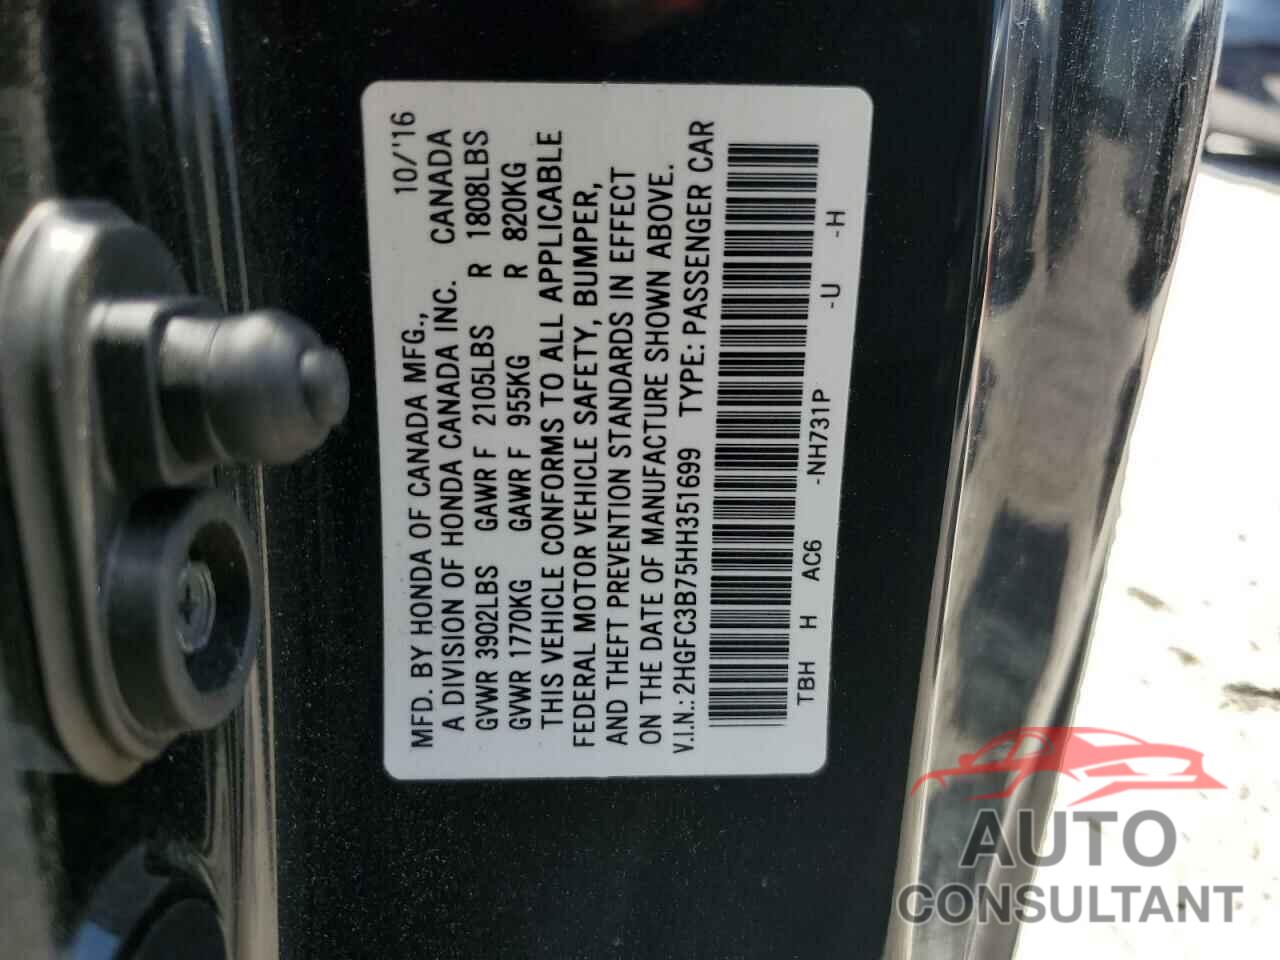 MFD. BY HONDA OF CANADA MFG., 10/'16
A DIVISION OF HONDA CANADA INC. CANADA
GVWR 3902LBS GAWR F 2105LBS R 1808LBS
GVWR 1770KG GAWR F 955KG R 820KG
THIS VEHICLE CONFORMS TO ALL APPLICABLE
FEDERAL MOTOR VEHICLE SAFETY, BUMPER,
AND THEFT PREVENTION STANDARDS IN EFFECT
ON THE DATE OF MANUFACTURE SHOWN ABOVE.
V.I.N.: 2HGFC3B75HH351699 TYPE: PASSENGER CAR
TBH H AC6 -NH731P -U -H
AUTO
CONSULTANT